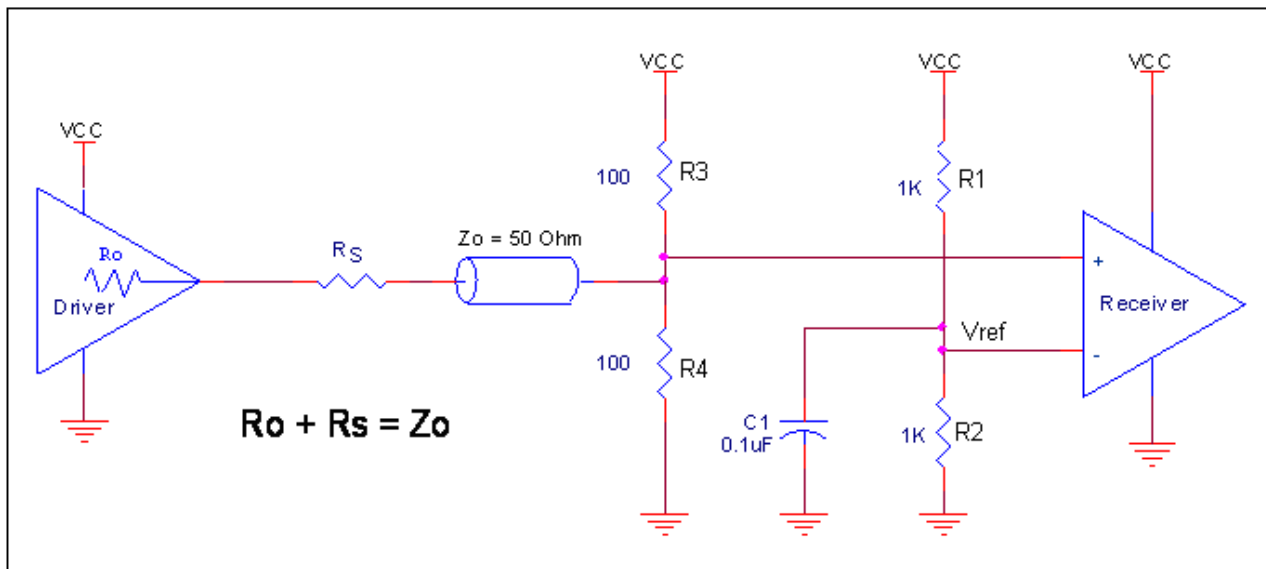 VCC
VCC
VCC
VCC
R3
100
R1
1K
Zo = 50 Ohm
RS
Ro
Driver
+
Receiver
Vref
-
100
R4
Ro + Rs = Zo
C1
0.1uF
1K
R2